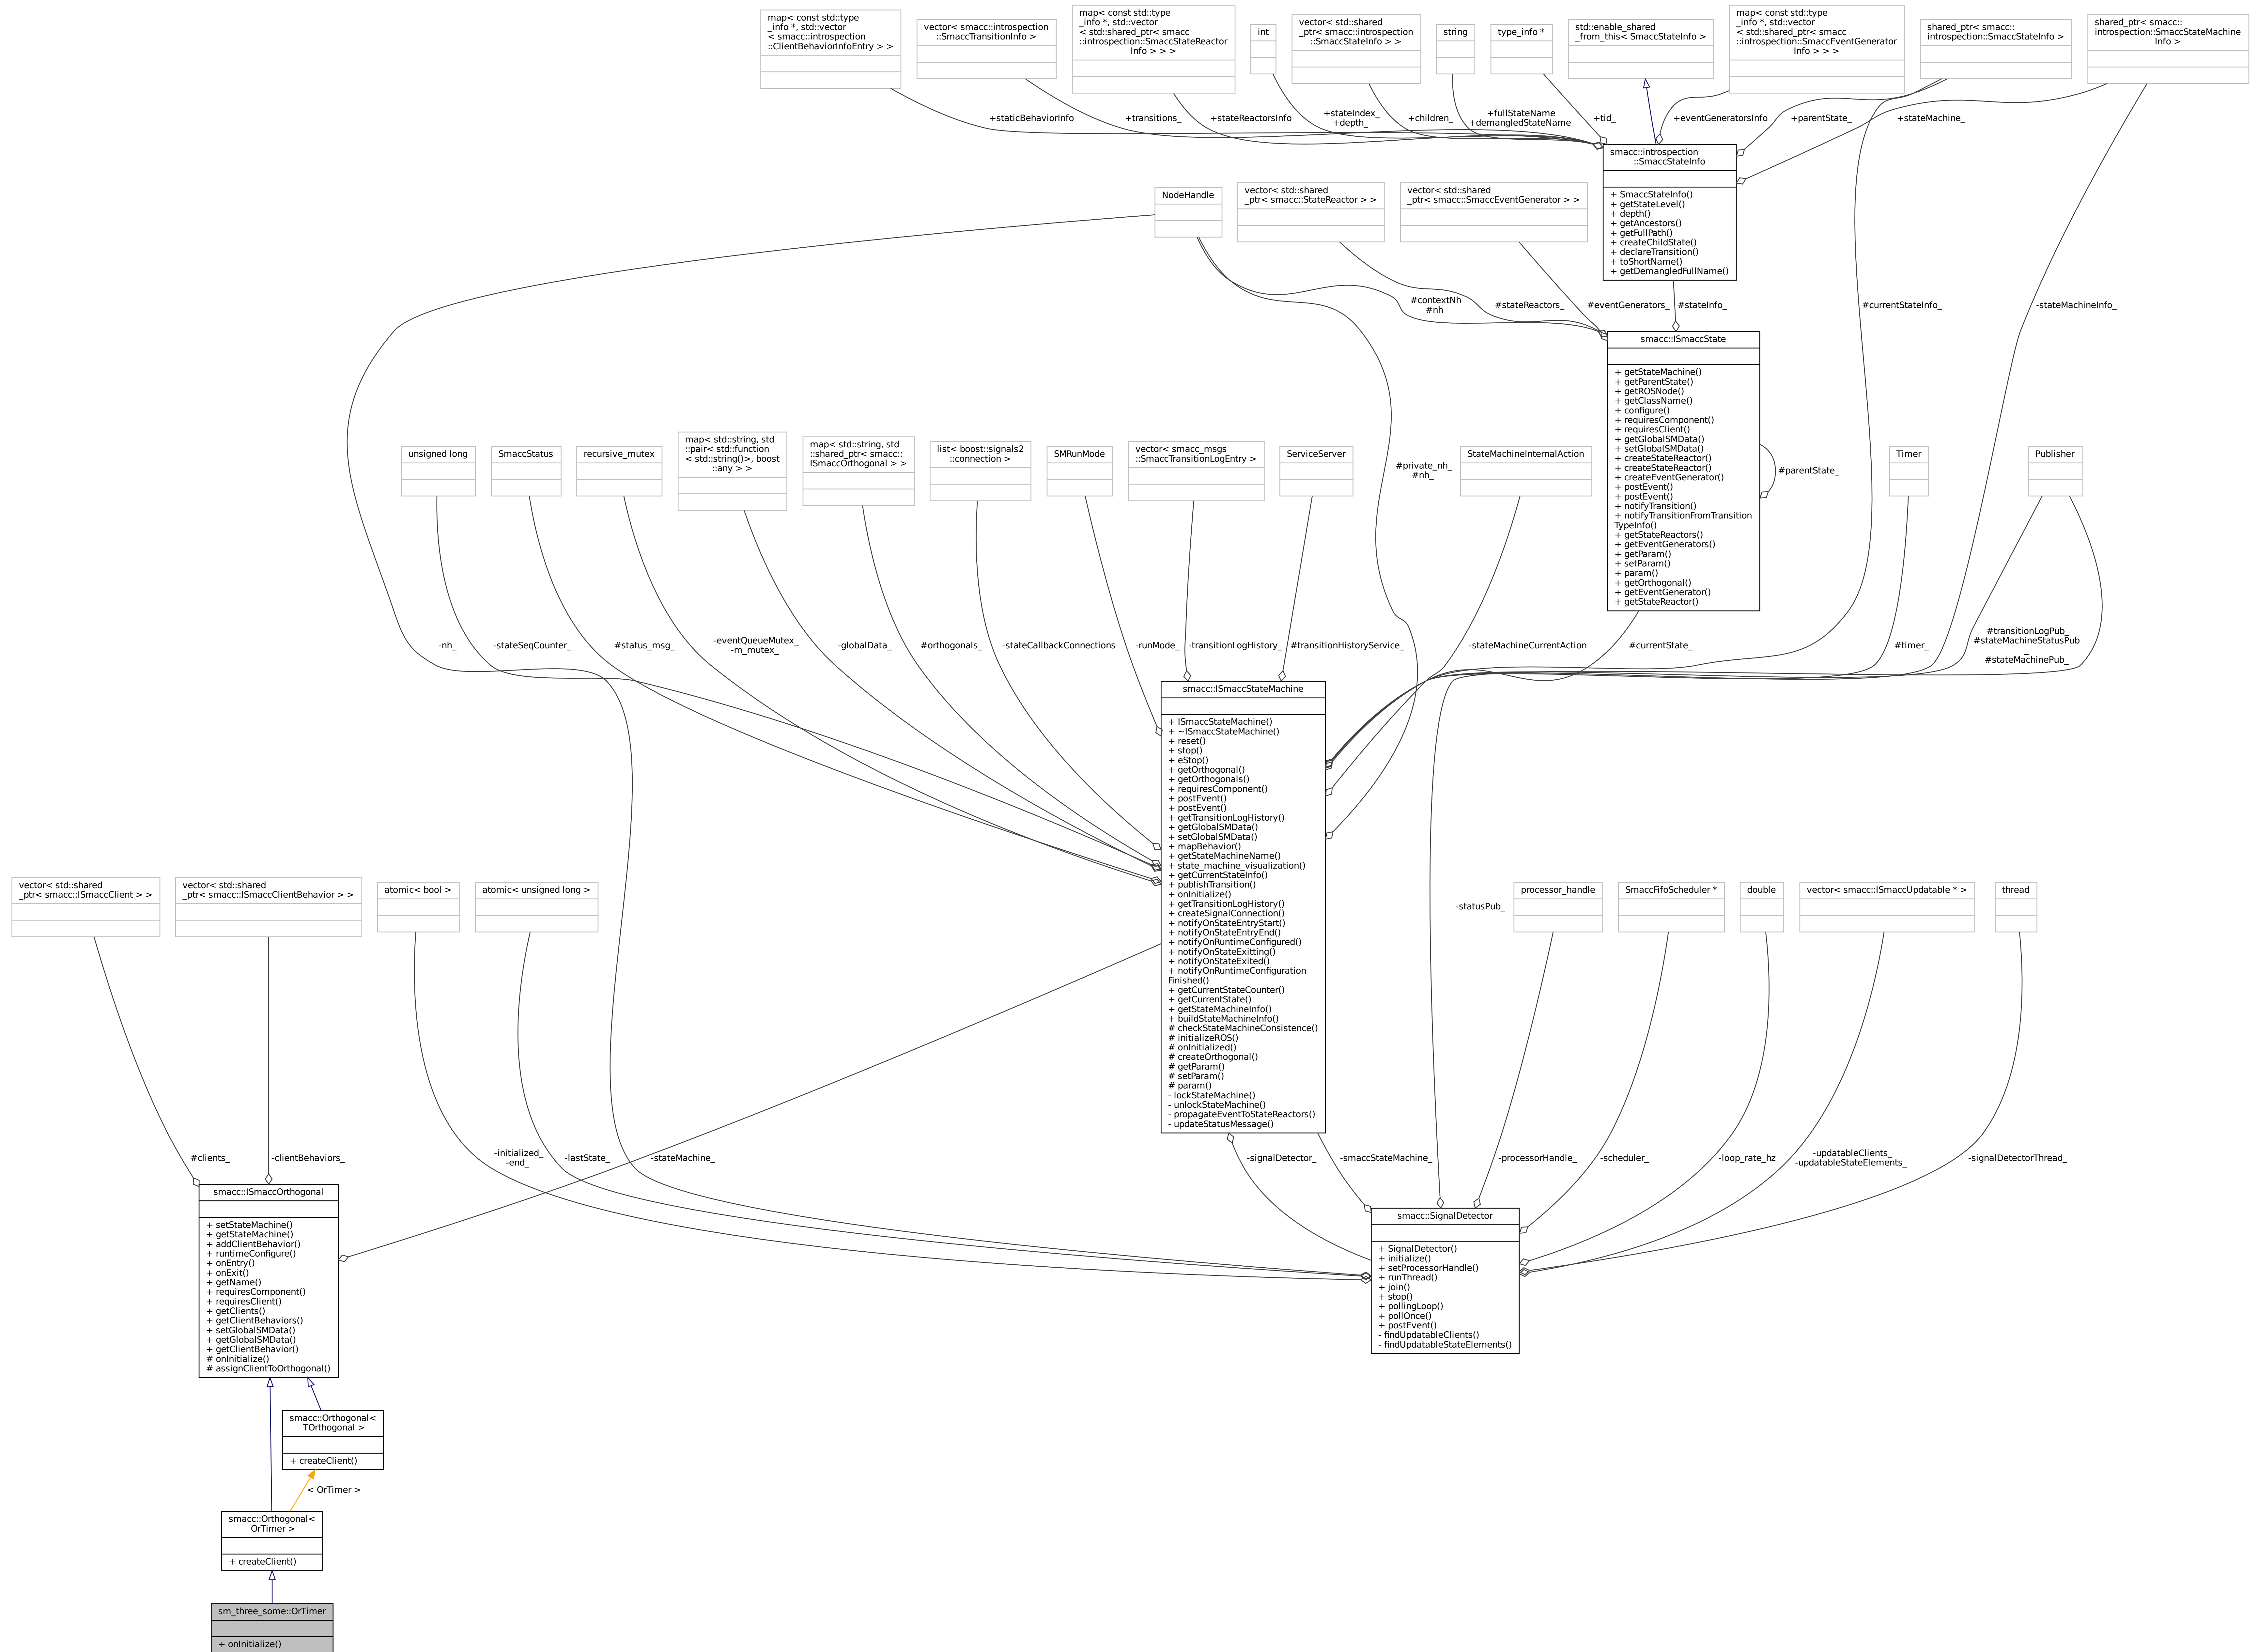 map< const std::type
_info *, std::vector
< smacc::introspection
::ClientBehaviorInfoEntry > >
vector< smacc::introspection
::SmaccTransitionInfo >
map< const std::type
_info *, std::vector
< std::shared_ptr< smacc
::introspection::SmaccStateReactor
Info > > >
int
vector< std::shared
_ptr< smacc::introspection
::SmaccStateInfo > >
string
type_info *
std::enable_shared
_from_this< SmaccStateInfo >
map< const std::type
_info *, std::vector
< std::shared_ptr< smacc
::introspection::SmaccEventGenerator
Info > > >
shared_ptr< smacc::
introspection::SmaccStateInfo >
shared_ptr< smacc::
introspection::SmaccStateMachine
Info >
+staticBehaviorInfo
+transitions_
+stateReactorsInfo
+stateIndex_
+depth_
+children_
+fullStateName
+demangledStateName
+tid_
+eventGeneratorsInfo
+parentState_
+stateMachine_
smacc::introspection
::SmaccStateInfo
+ SmaccStateInfo()
+ getStateLevel()
+ depth()
+ getAncestors()
+ getFullPath()
+ createChildState()
+ declareTransition()
+ toShortName()
+ getDemangledFullName()
NodeHandle
vector< std::shared
_ptr< smacc::StateReactor > >
vector< std::shared
_ptr< smacc::SmaccEventGenerator > >
#contextNh
#nh
#stateReactors_
#eventGenerators_
#stateInfo_
#currentStateInfo_
-stateMachineInfo_
smacc::ISmaccState
+ getStateMachine()
+ getParentState()
+ getROSNode()
+ getClassName()
+ configure()
+ requiresComponent()
+ requiresClient()
+ getGlobalSMData()
+ setGlobalSMData()
+ createStateReactor()
+ createStateReactor()
+ createEventGenerator()
+ postEvent()
+ postEvent()
+ notifyTransition()
+ notifyTransitionFromTransition
TypeInfo()
+ getStateReactors()
+ getEventGenerators()
+ getParam()
+ setParam()
+ param()
+ getOrthogonal()
+ getEventGenerator()
+ getStateReactor()
#parentState_
unsigned long
SmaccStatus
recursive_mutex
map< std::string, std
::pair< std::function
< std::string()>, boost
::any > >
map< std::string, std
::shared_ptr< smacc::
ISmaccOrthogonal > >
list< boost::signals2
::connection >
SMRunMode
vector< smacc_msgs
::SmaccTransitionLogEntry >
ServiceServer
#private_nh_
#nh_
StateMachineInternalAction
Timer
Publisher
-nh_
-stateSeqCounter_
#status_msg_
-eventQueueMutex_
-m_mutex_
-globalData_
#orthogonals_
-stateCallbackConnections
-runMode_
-transitionLogHistory_
#transitionHistoryService_
-stateMachineCurrentAction
#currentState_
#timer_
#transitionLogPub_
#stateMachineStatusPub
_
#stateMachinePub_
smacc::ISmaccStateMachine
+ ISmaccStateMachine()
+ ~ISmaccStateMachine()
+ reset()
+ stop()
+ eStop()
+ getOrthogonal()
+ getOrthogonals()
+ requiresComponent()
+ postEvent()
+ postEvent()
+ getTransitionLogHistory()
+ getGlobalSMData()
+ setGlobalSMData()
+ mapBehavior()
+ getStateMachineName()
+ state_machine_visualization()
+ getCurrentStateInfo()
+ publishTransition()
+ onInitialize()
+ getTransitionLogHistory()
+ createSignalConnection()
+ notifyOnStateEntryStart()
+ notifyOnStateEntryEnd()
+ notifyOnRuntimeConfigured()
+ notifyOnStateExitting()
+ notifyOnStateExited()
+ notifyOnRuntimeConfiguration
Finished()
+ getCurrentStateCounter()
+ getCurrentState()
+ getStateMachineInfo()
+ buildStateMachineInfo()
# checkStateMachineConsistence()
# initializeROS()
# onInitialized()
# createOrthogonal()
# getParam()
# setParam()
# param()
- lockStateMachine()
- unlockStateMachine()
- propagateEventToStateReactors()
- updateStatusMessage()
vector< std::shared
_ptr< smacc::ISmaccClient > >
vector< std::shared
_ptr< smacc::ISmaccClientBehavior > >
atomic< bool >
atomic< unsigned long >
-statusPub_
processor_handle
SmaccFifoScheduler *
double
vector< smacc::ISmaccUpdatable * >
thread
#clients_
-clientBehaviors_
-initialized_
-end_
-lastState_
-stateMachine_
-signalDetector_
-smaccStateMachine_
-processorHandle_
-scheduler_
-loop_rate_hz
-updatableClients_
-updatableStateElements_
-signalDetectorThread_
smacc::ISmaccOrthogonal
+ setStateMachine()
+ getStateMachine()
+ addClientBehavior()
+ runtimeConfigure()
+ onEntry()
+ onExit()
+ getName()
+ requiresComponent()
+ requiresClient()
+ getClients()
+ getClientBehaviors()
+ setGlobalSMData()
+ getGlobalSMData()
+ getClientBehavior()
# onInitialize()
# assignClientToOrthogonal()
smacc::SignalDetector
+ SignalDetector()
+ initialize()
+ setProcessorHandle()
+ runThread()
+ join()
+ stop()
+ pollingLoop()
+ pollOnce()
+ postEvent()
- findUpdatableClients()
- findUpdatableStateElements()
smacc::Orthogonal<
TOrthogonal >
+ createClient()
< OrTimer >
smacc::Orthogonal<
OrTimer >
+ createClient()
sm_three_some::OrTimer
+ onInitialize()